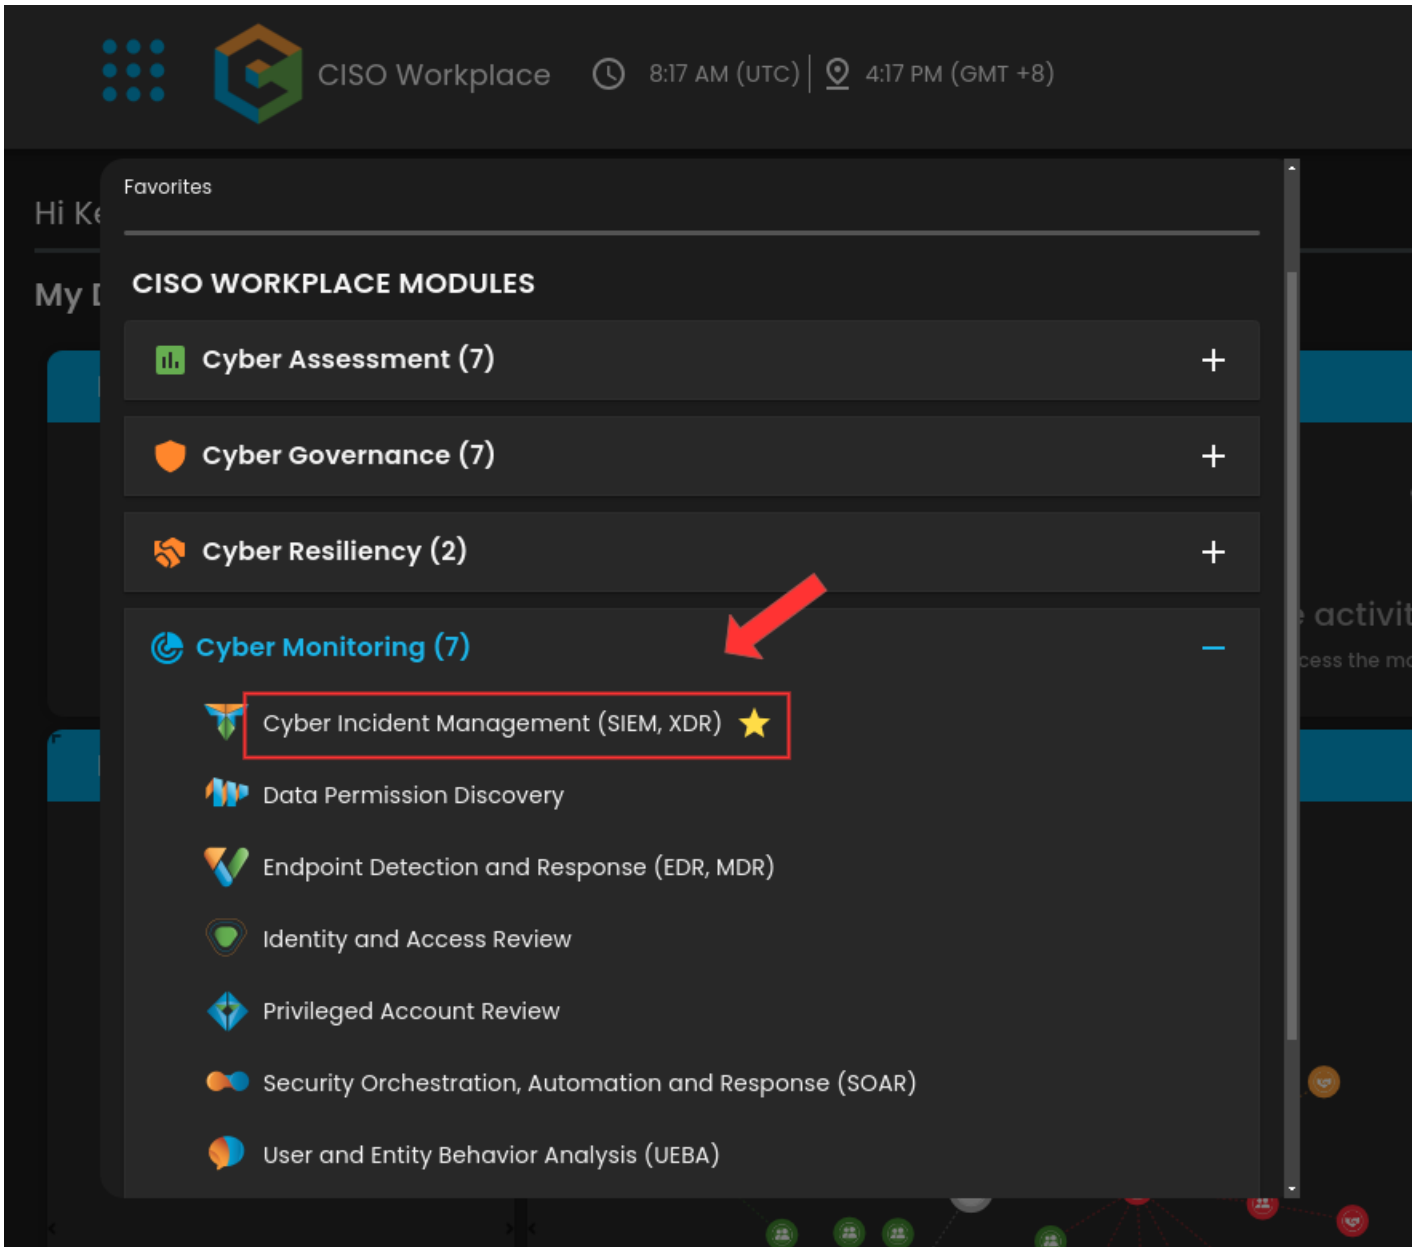 CISO Workplace 8:17 AM (UTC) 4:17 PM (GMT +8)
Favorites
Hi
CISO WORKPLACE MODULES
My
Cyber Assessment (7)
Cyber Governance (7)
Cyber Resiliency (2)
Cyber Monitoring (7)
Cyber Incident Management (SIEM, XDR)
Data Permission Discovery
Endpoint Detection and Response (EDR, MDR)
Identity and Access Review
Privileged Account Review
Security Orchestration, Automation and Response (SOAR)
User and Entity Behavior Analysis (UEBA)
the